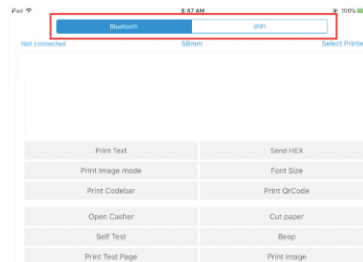 iPad 8:47 AM 100%
Bluetooth WIFI
Not connected 58mm Select Printer
Print Text Send HEX
Print Image mode Font Size
Print Codebar Print QrCode
Open Casher Cut paper
Self Test Beep
Print Test Page Print Image